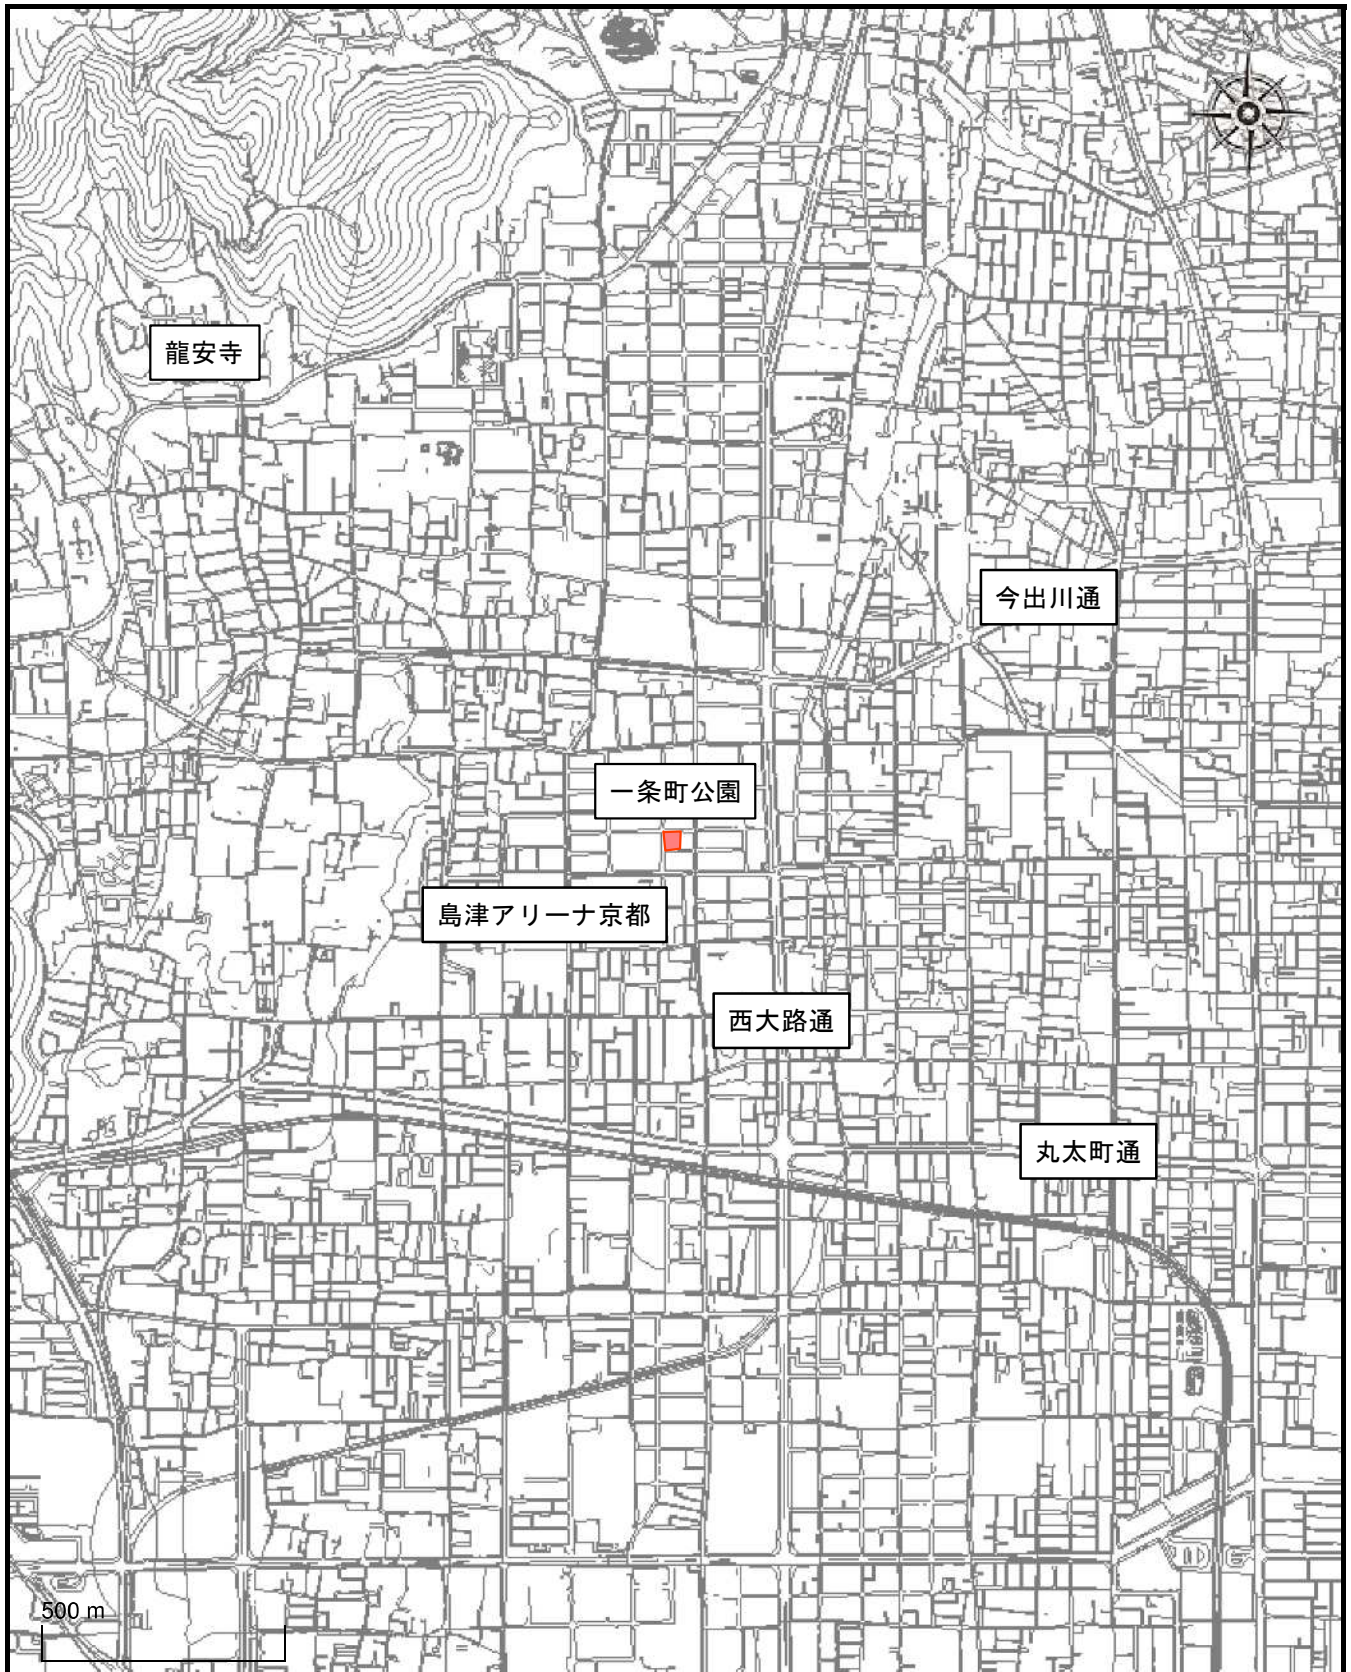 龍安寺
今出川通
一条町公園
島津アリーナ京都
西大路通
丸太町通
500 m